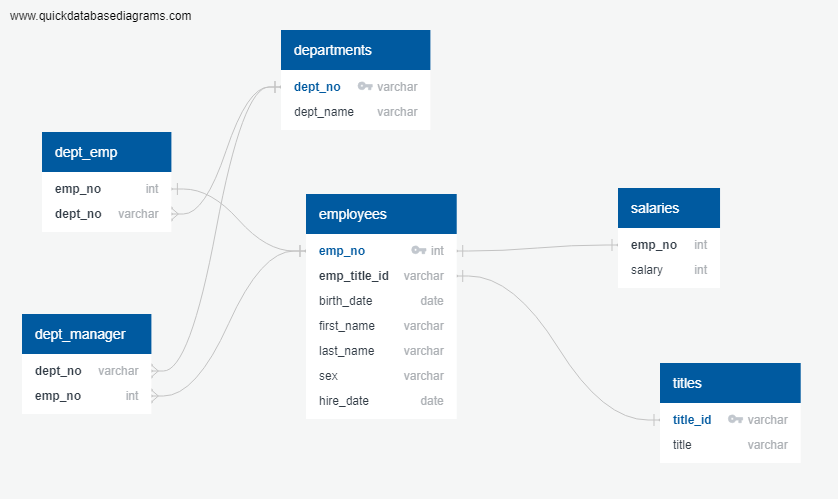 www.quickdatabasediagrams.com
departments
dept_no varchar
dept_name varchar
dept_emp
emp_no int
dept_no varchar
employees
emp_no int
emp_title_id varchar
birth_date date
first_name varchar
last_name varchar
sex varchar
hire_date date
salaries
emp_no int
salary int
dept_manager
dept_no varchar
emp_no int
titles
title_id varchar
title varchar